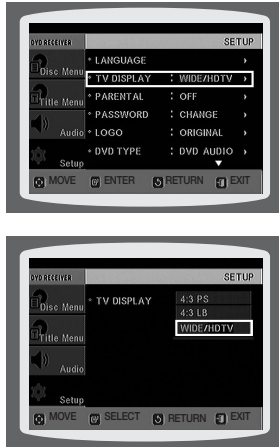 DVD RECEIVER SETUP
LANGUAGE
Disc Menu
TV DISPLAY : WIDE/HDTV
PARENTAL : OFF
Title Menu
PASSWORD : CHANGE
Audio
LOGO : ORIGINAL
DVD TYPE : DVD AUDIO
Setup
MOVE ENTER RETURN EXIT
DVD RECEIVER SETUP
Disc Menu
TV DISPLAY 4:3 PS
4:3 LB
WIDE/HDTV
Title Menu
Audio
Setup
MOVE SELECT RETURN EXIT